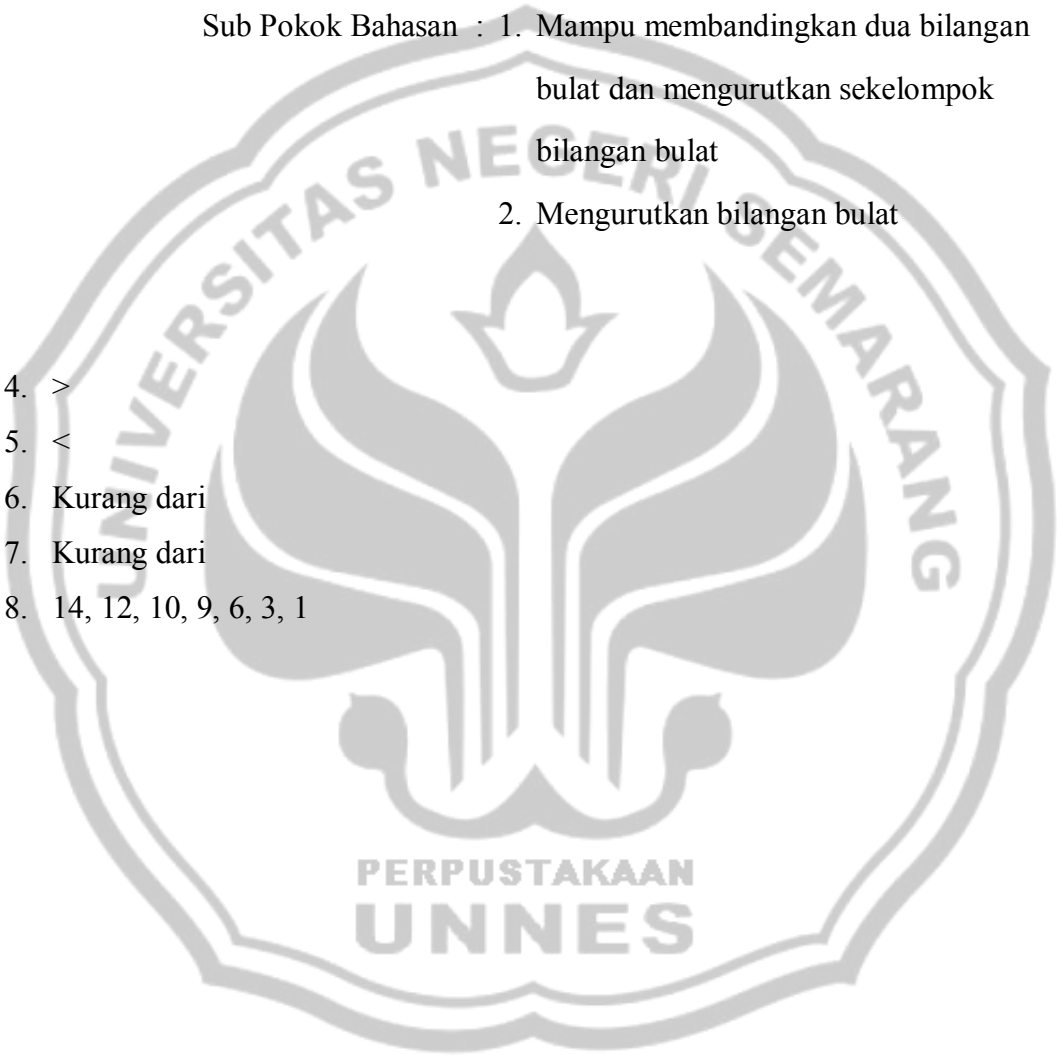 Sub Pokok Bahasan : 1. Mampu membandingkan dua bilangan
bulat dan mengurutkan sekelompok
bilangan bulat
2. Mengurutkan bilangan bulat
4. >
5. <
6. Kurang dari
7. Kurang dari
8. 14, 12, 10, 9, 6, 3, 1
UNIVERSITAS NEGERI SEMARANG
PERPUSTAKAAN
UNNES